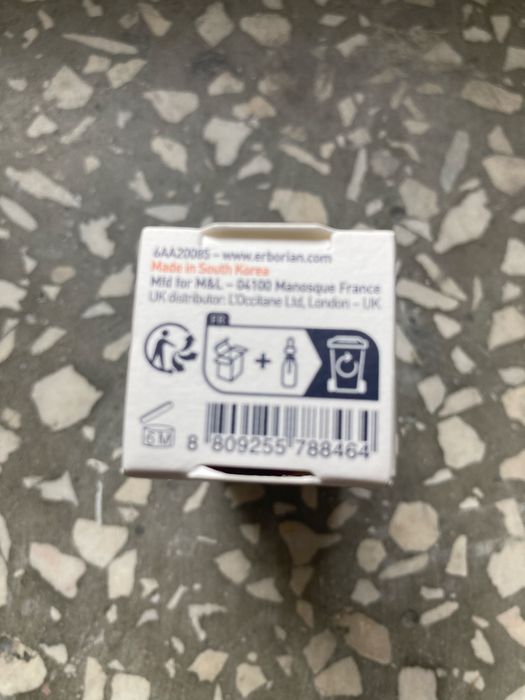 6AA20085 – www.erborian.com
Made in South Korea
Mfd for M&L – 04100 Manosque France
UK distributor: L'Occitane Ltd, London – UK
FR
6 M
8 809255 788464